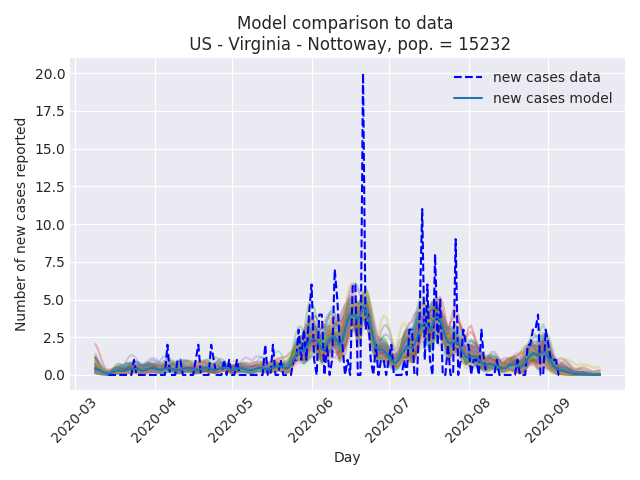 Model comparison to data
US - Virginia - Nottoway, pop. = 15232
new cases data
new cases model
Number of new cases reported
20.0
17.5
15.0
12.5
10.0
7.5
5.0
2.5
0.0
2020-03
2020-04
2020-05
2020-06
2020-07
2020-08
2020-09
Day